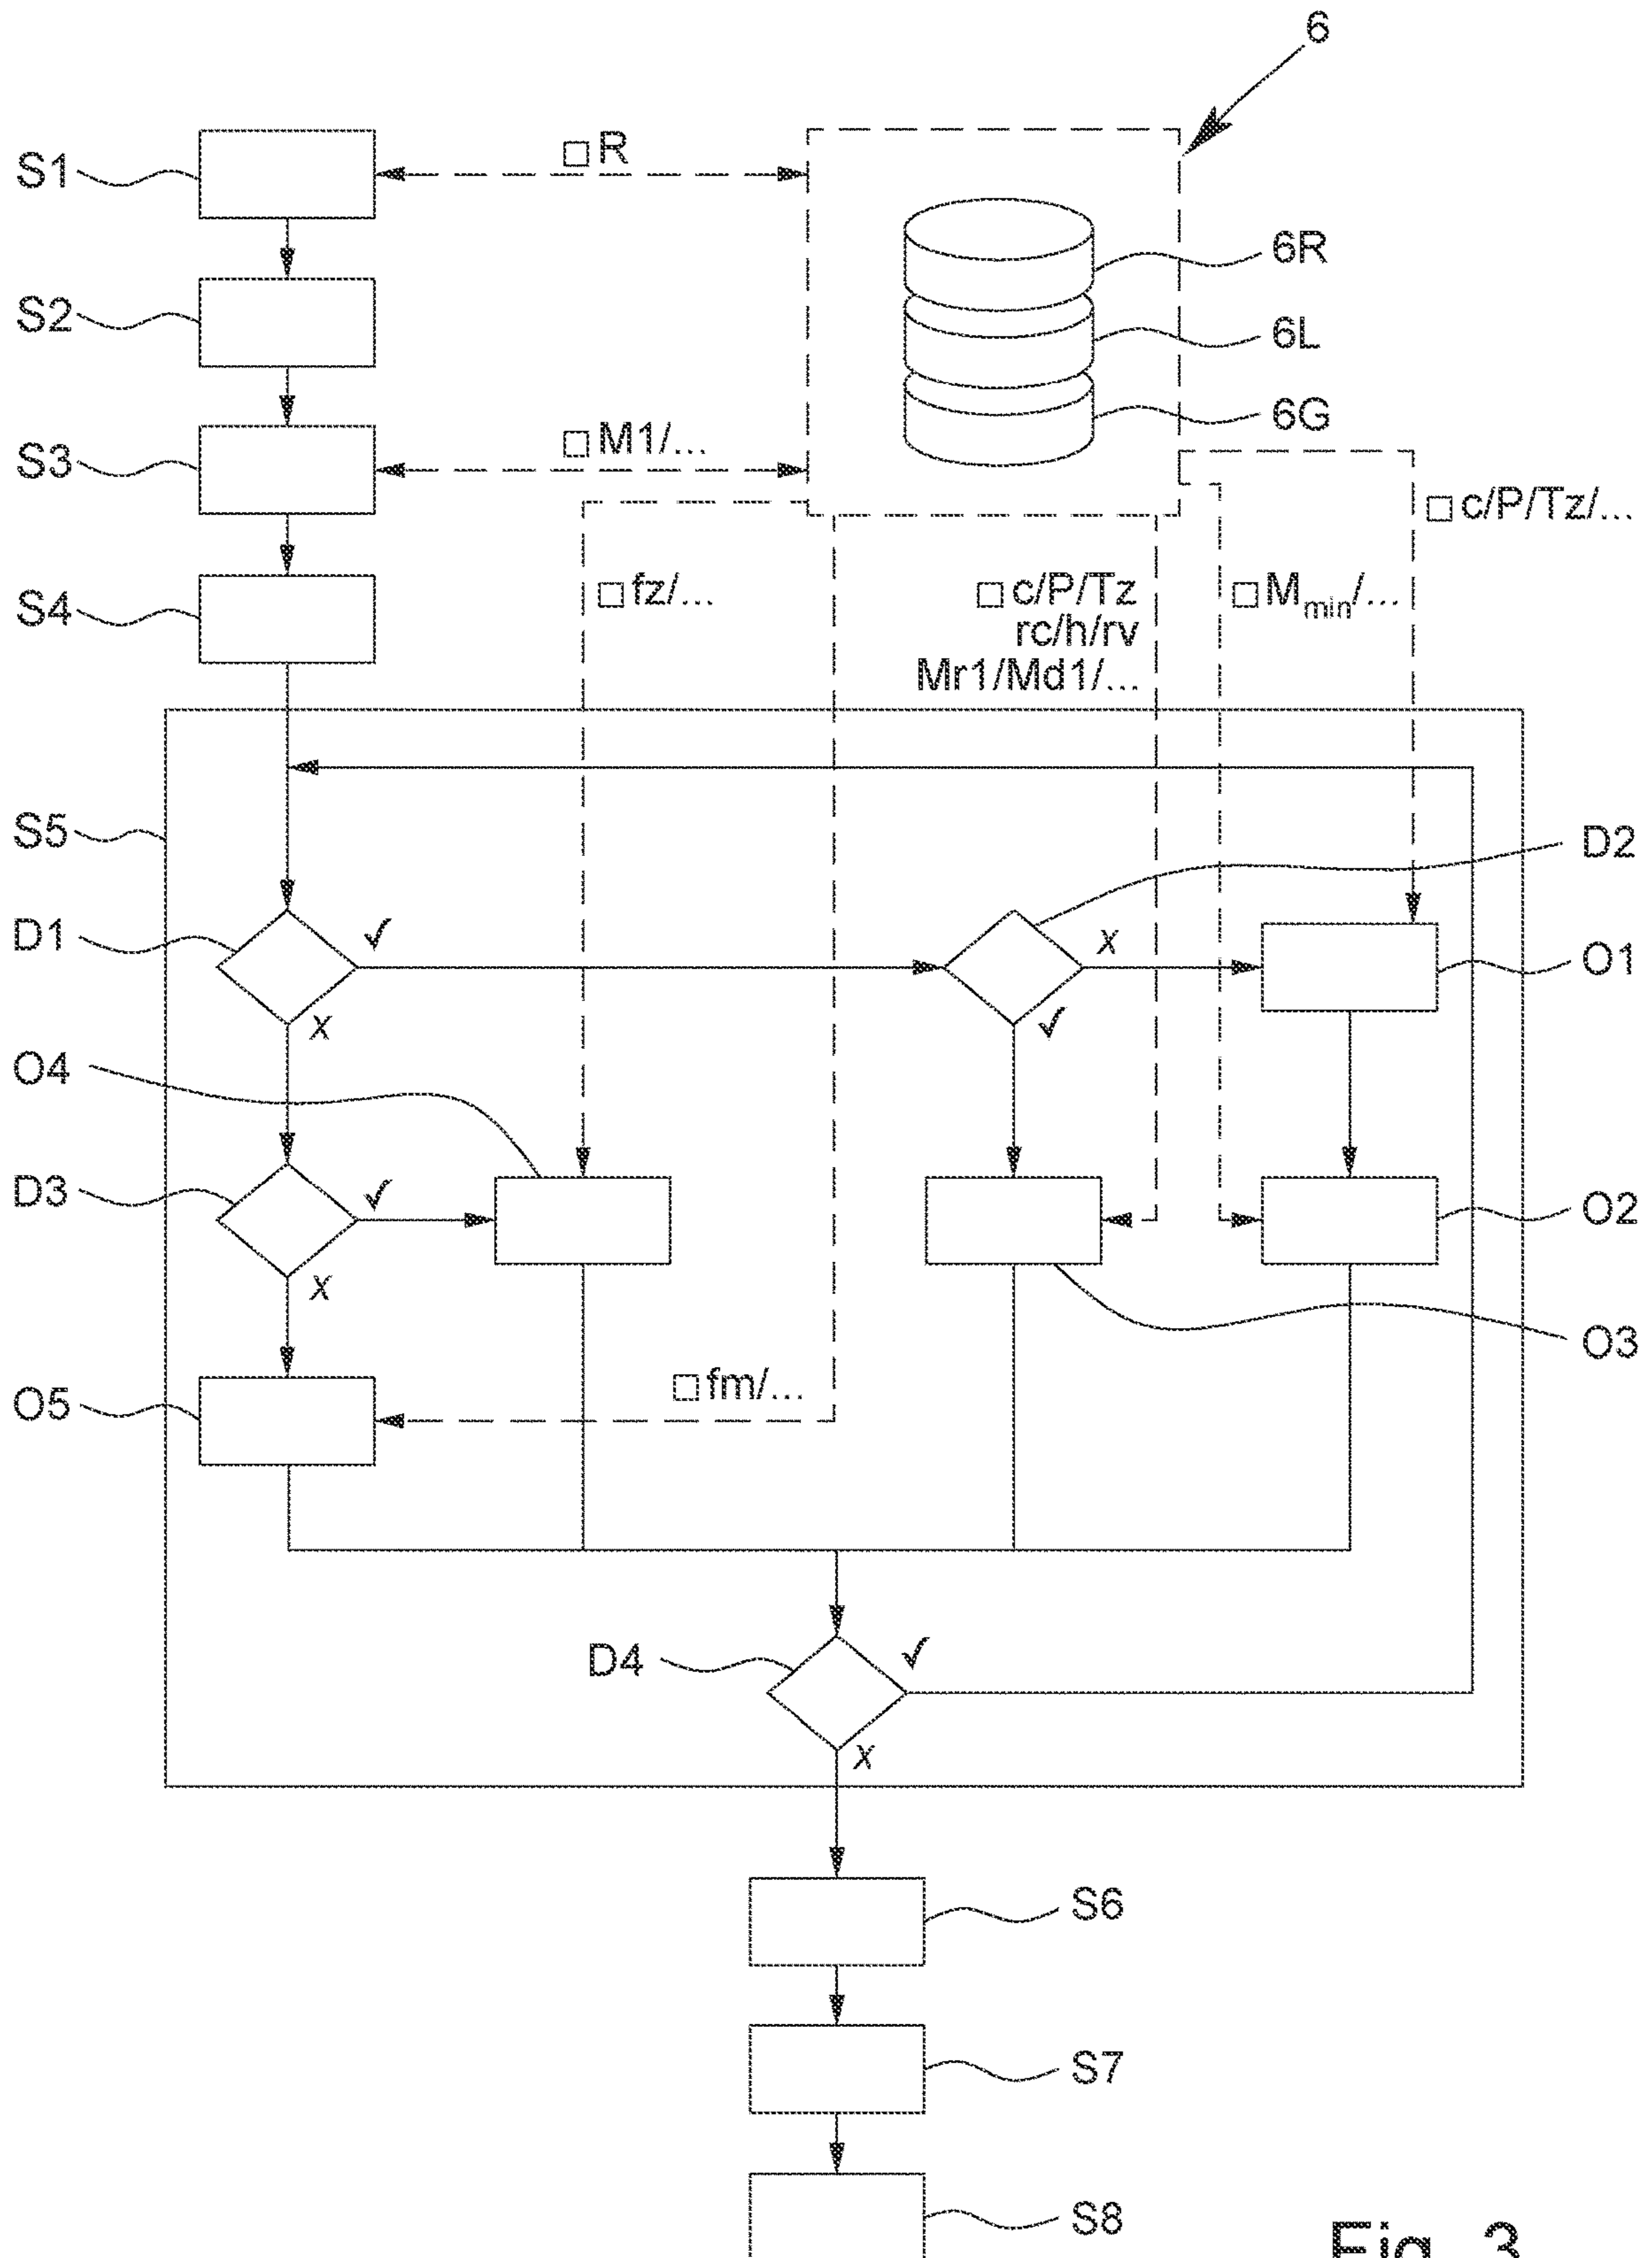 6
S1
□ R
6R
S2
6L
6G
S3
□ M1/...
□ c/P/Tz/...
S4
□ fz/...
□ c/P/Tz
rc/h/rv
Mr1/Md1/...
□ Mmin/...
S5
D2
D1
✓
x
O1
x
✓
O4
D3
✓
O2
x
O3
□ fm/...
O5
D4
✓
x
S6
S7
S8
Fig. 3